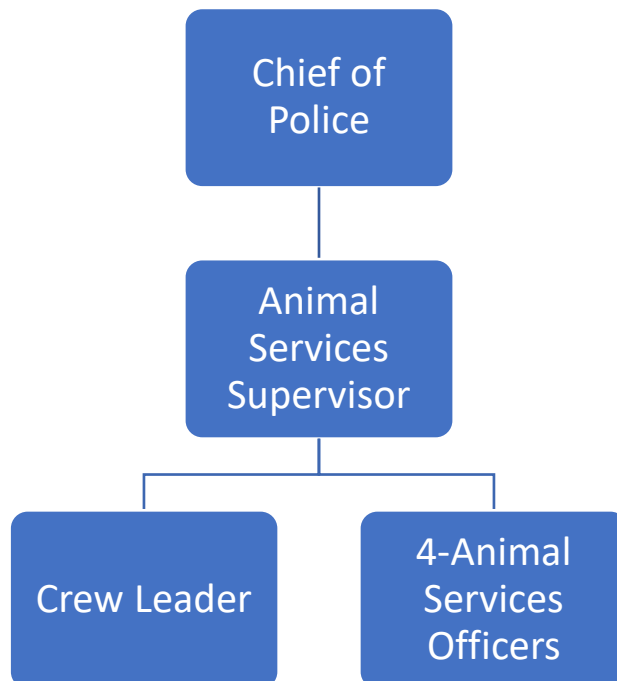 Chief of
Police
Animal
Services
Supervisor
Crew Leader
4-Animal
Services
Officers